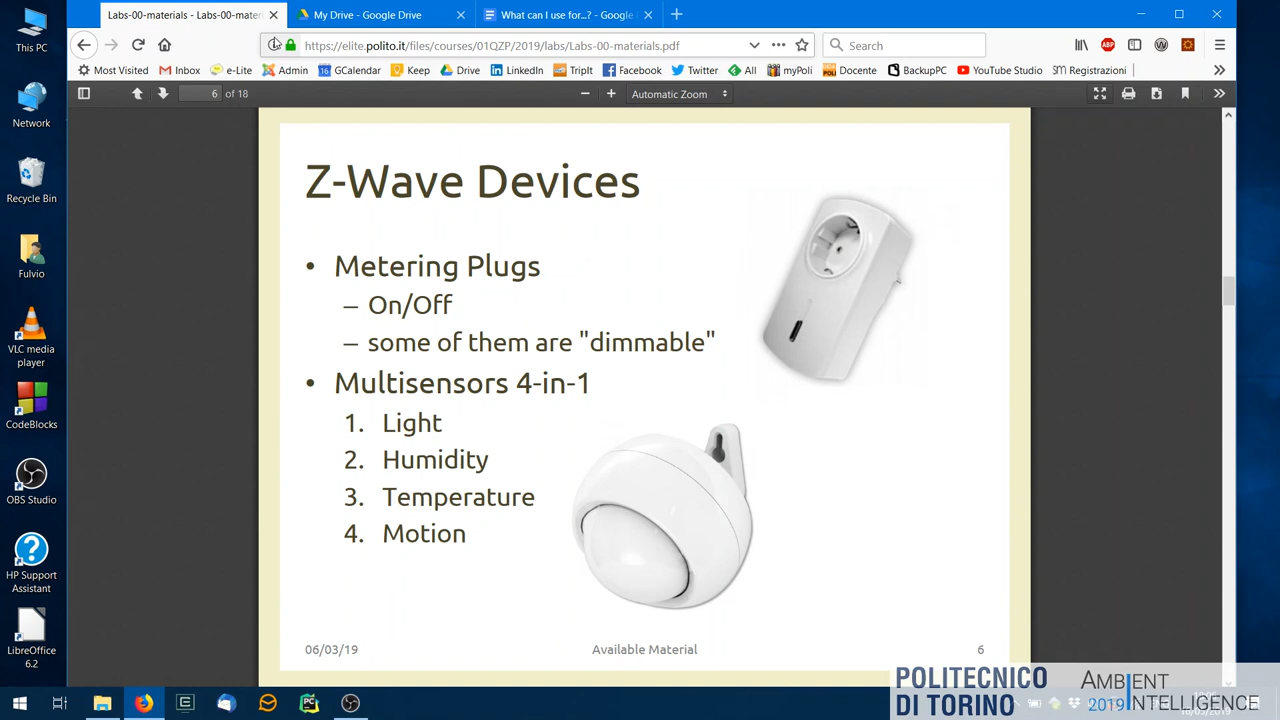 This PC
Network
Recycle Bin
Fulvio
VLC media
player
CodeBlocks
OBS Studio
HP Support
Assistant
LibreOffice
6.2
Labs-00-materials - Labs-00-mater
My Drive - Google Drive
What can I use for...? - Google
https://elite.polito.it/files/courses/01QZP/2019/labs/Labs-00-materials.pdf
Search
Most Visited
Inbox
e-Lite
Admin
GCalendar
Keep
Drive
LinkedIn
TripIt
Facebook
Twitter
All
myPoli
Docente
BackupPC
YouTube Studio
Registrazioni
6 of 18
Automatic Zoom
Z-Wave Devices
• Metering Plugs
– On/Off
– some of them are "dimmable"
• Multisensors 4-in-1
1. Light
2. Humidity
3. Temperature
4. Motion
06/03/19
Available Material
6
POLITECNICO
DI TORINO
AMBIENT
2019 INTELLIGENCE